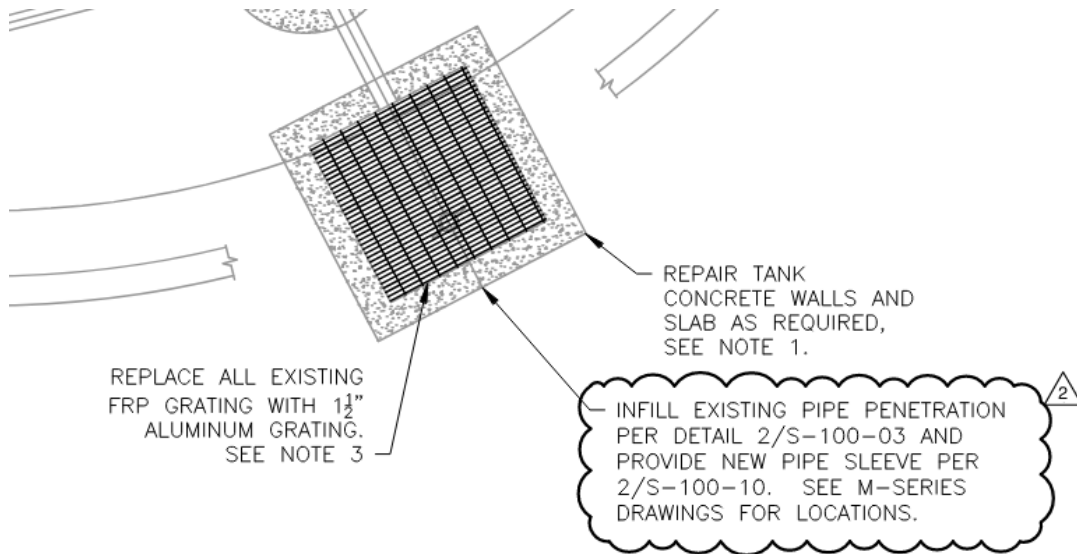 REPAIR TANK
CONCRETE WALLS AND
SLAB AS REQUIRED,
SEE NOTE 1.
REPLACE ALL EXISTING
FRP GRATING WITH 1½"
ALUMINUM GRATING.
SEE NOTE 3
2
INFILL EXISTING PIPE PENETRATION
PER DETAIL 2/S-100-03 AND
PROVIDE NEW PIPE SLEEVE PER
2/S-100-10. SEE M-SERIES
DRAWINGS FOR LOCATIONS.